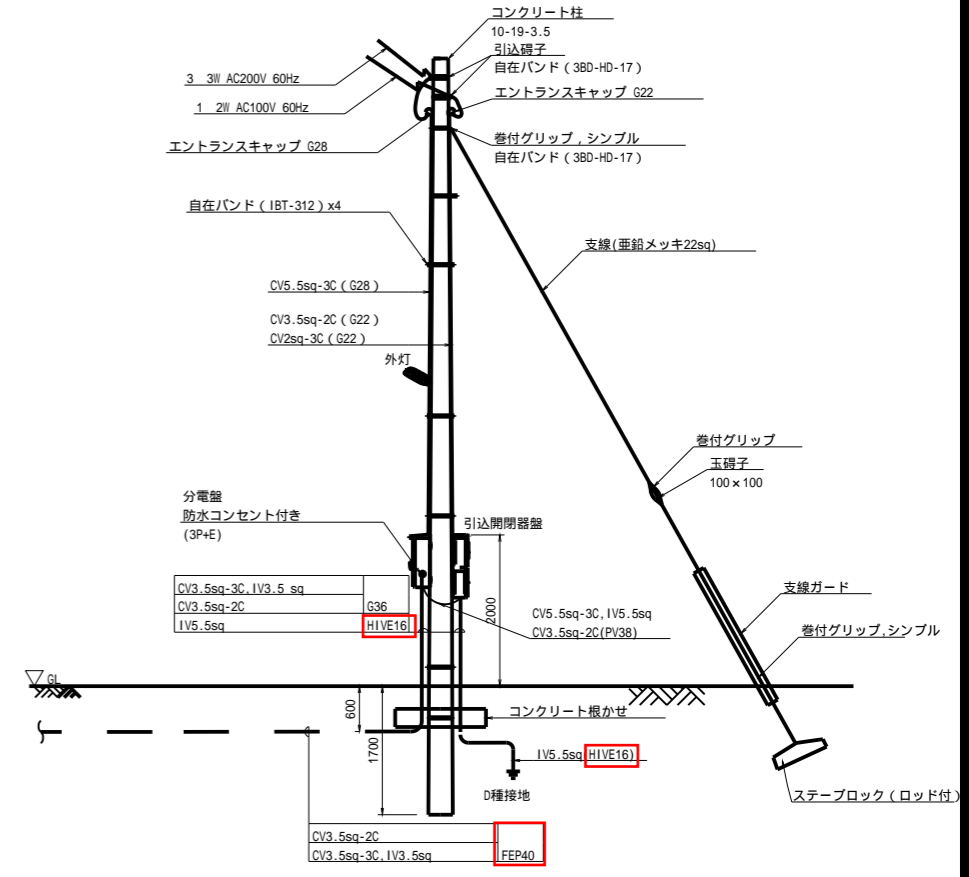 コンクリート柱
10-19-3.5
引込碍子
自在バンド（3BD-HD-17）
3 3W AC200V 60Hz
1 2W AC100V 60Hz
エントランスキャップ G22
エントランスキャップ G28
巻付グリップ，シンブル
自在バンド（3BD-HD-17）
自在バンド（IBT-312）x4
支線(亜鉛メッキ22sq)
CV5.5sq-3C（G28）
CV3.5sq-2C（G22）
CV2sq-3C（G22）
外灯
巻付グリップ
玉碍子
100×100
分電盤
防水コンセント付き
(3P+E)
引込開閉器盤
CV3.5sq-3C,IV3.5 sq
CV3.5sq-2C G36
IV5.5sq HIVE16
2000
CV5.5sq-3C,IV5.5sq
CV3.5sq-2C(PV38)
支線ガード
巻付グリップ,シンブル
GL
600
1700
コンクリート根かせ
IV5.5sq(HIVE16)
D種接地
ステーブロック（ロッド付）
CV3.5sq-2C
CV3.5sq-3C,IV3.5sq FEP40